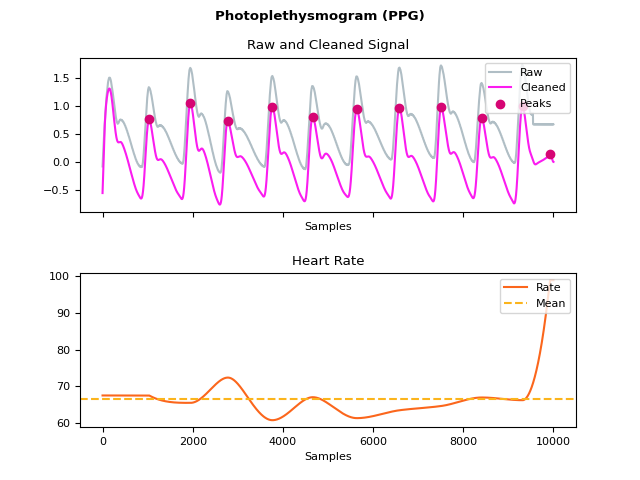 Photoplethysmogram (PPG)
Raw and Cleaned Signal
Raw
Cleaned
Peaks
1.5
1.0
0.5
0.0
−0.5
Samples
Heart Rate
Rate
Mean
100
90
80
70
60
0 2000 4000 6000 8000 10000
Samples